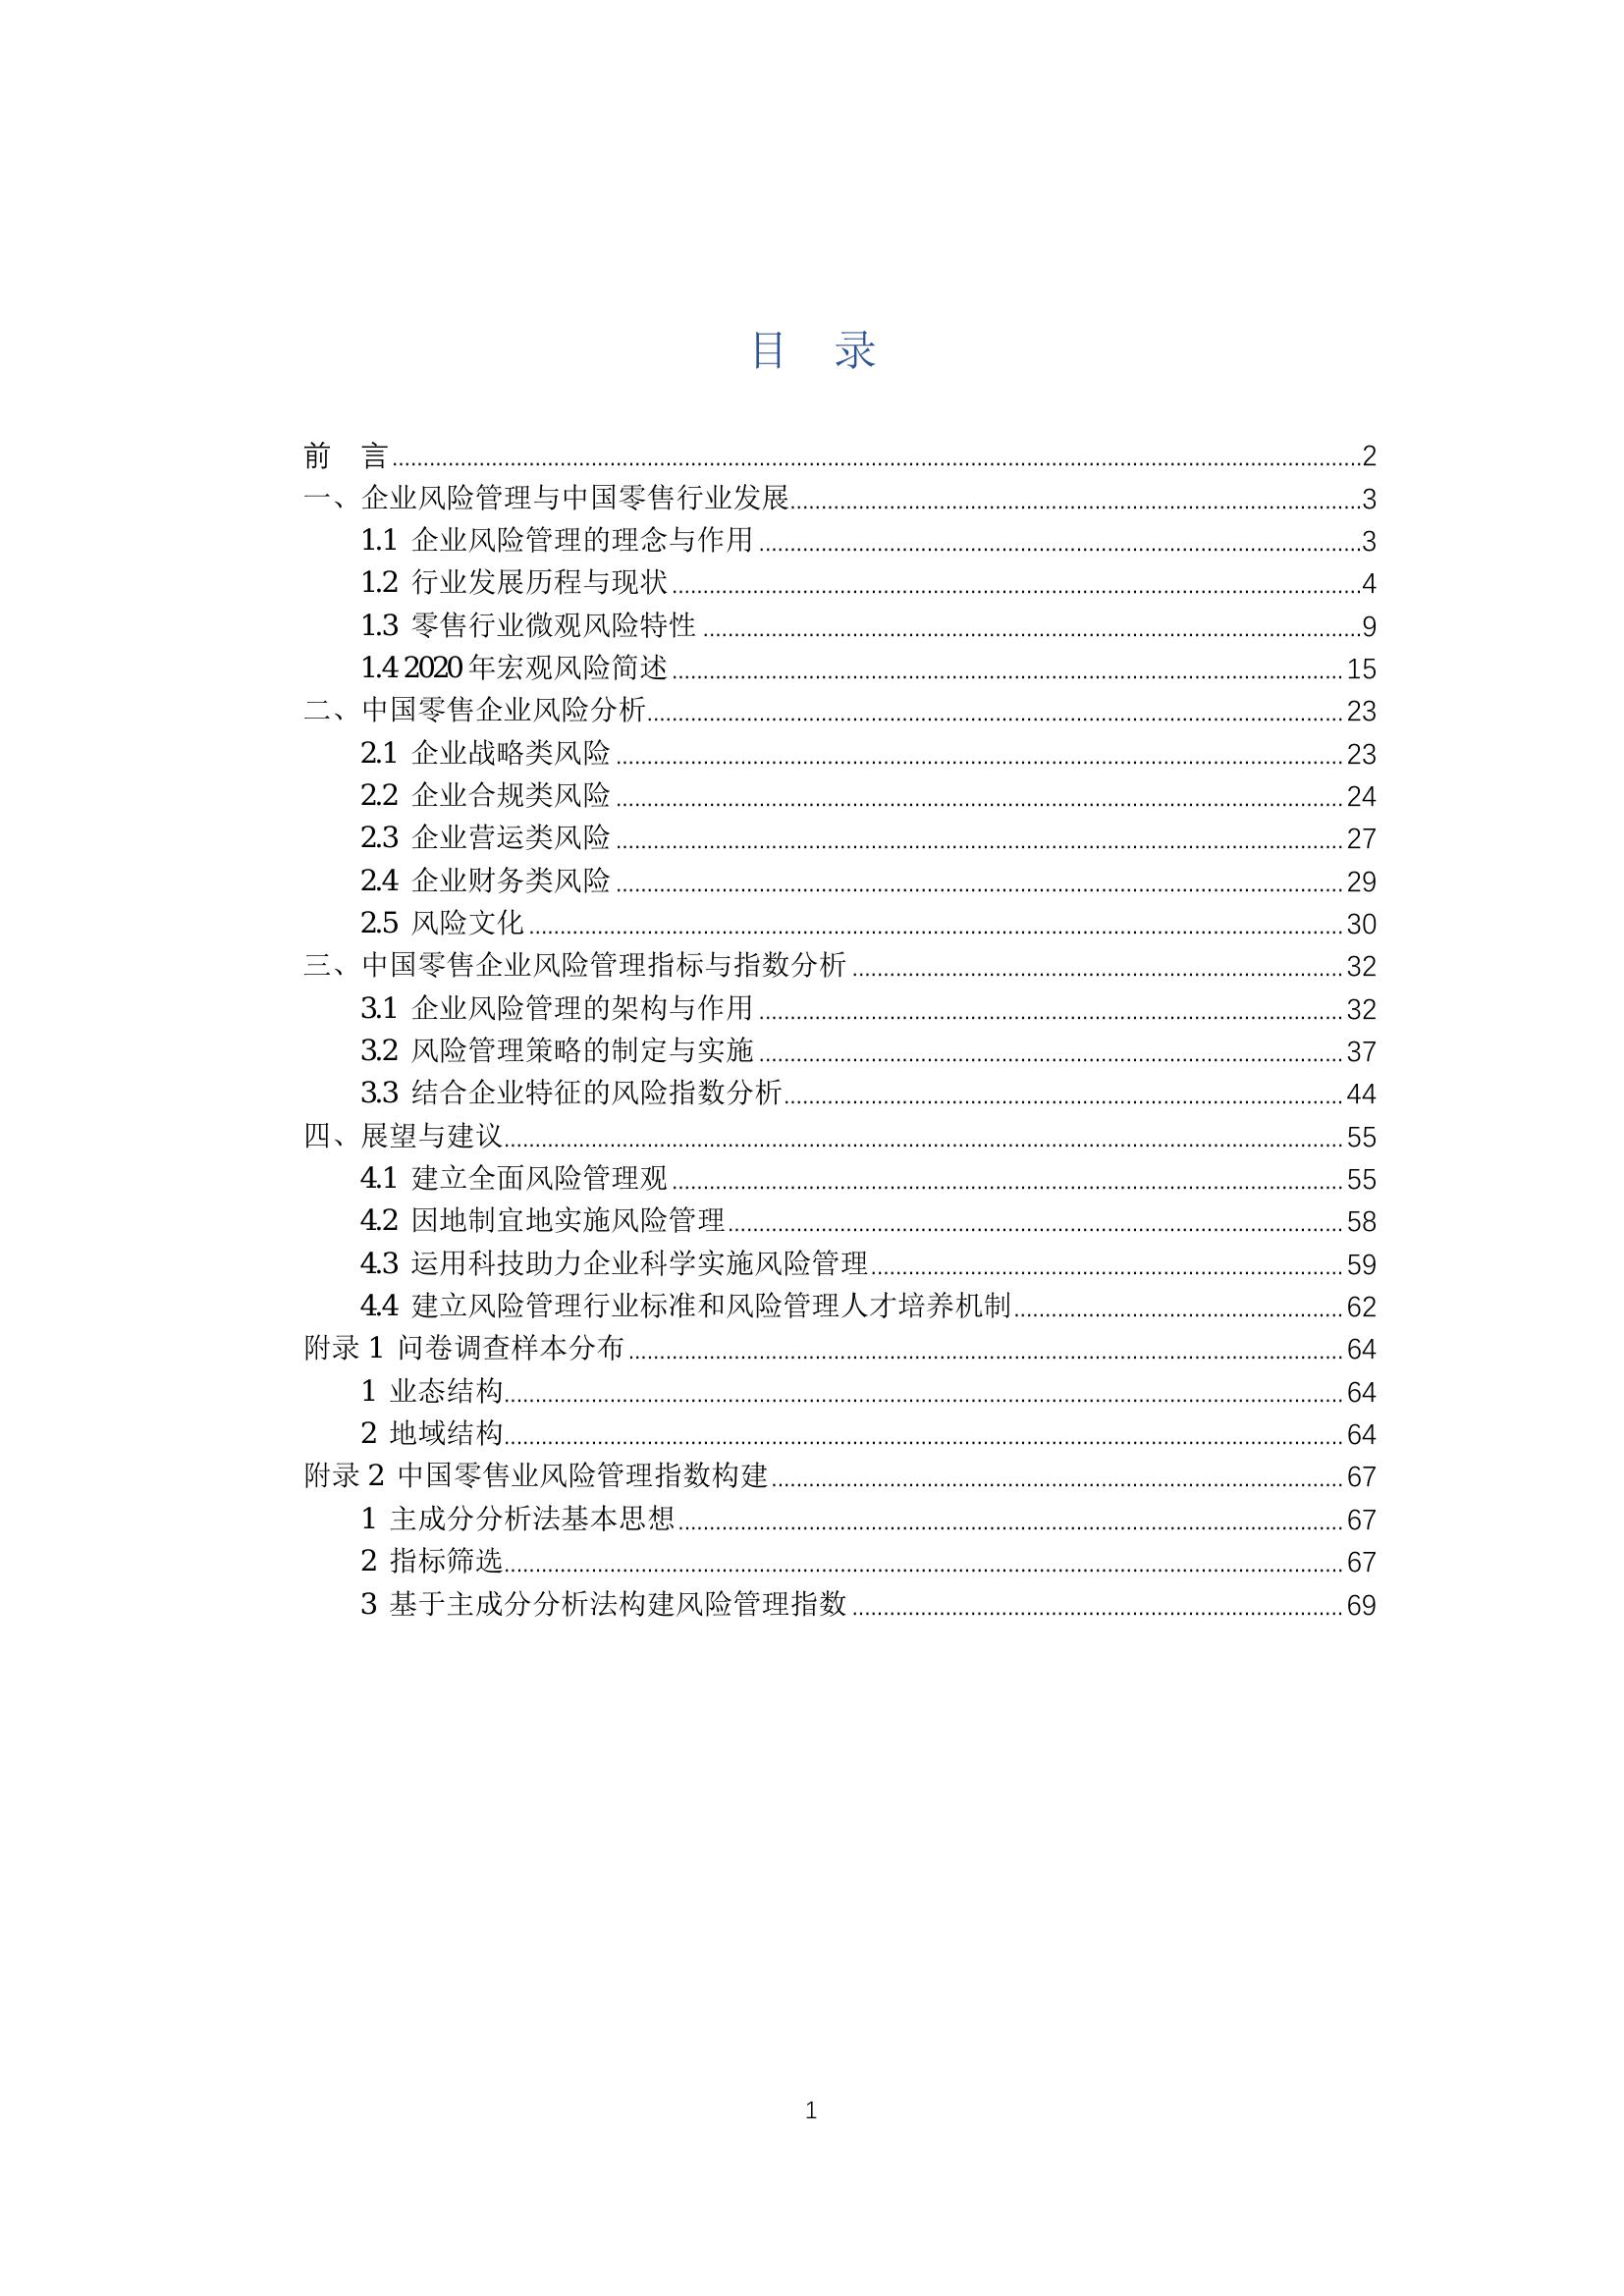 目 录
前 言 2
一、企业风险管理与中国零售行业发展 3
1.1 企业风险管理的理念与作用 3
1.2 行业发展历程与现状 4
1.3 零售行业微观风险特性 9
1.4 2020年宏观风险简述 15
二、中国零售企业风险分析 23
2.1 企业战略类风险 23
2.2 企业合规类风险 24
2.3 企业营运类风险 27
2.4 企业财务类风险 29
2.5 风险文化 30
三、中国零售企业风险管理指标与指数分析 32
3.1 企业风险管理的架构与作用 32
3.2 风险管理策略的制定与实施 37
3.3 结合企业特征的风险指数分析 44
四、展望与建议 55
4.1 建立全面风险管理观 55
4.2 因地制宜地实施风险管理 58
4.3 运用科技助力企业科学实施风险管理 59
4.4 建立风险管理行业标准和风险管理人才培养机制 62
附录 1 问卷调查样本分布 64
1 业态结构 64
2 地域结构 64
附录 2 中国零售业风险管理指数构建 67
1 主成分分析法基本思想 67
2 指标筛选 67
3 基于主成分分析法构建风险管理指数 69
1